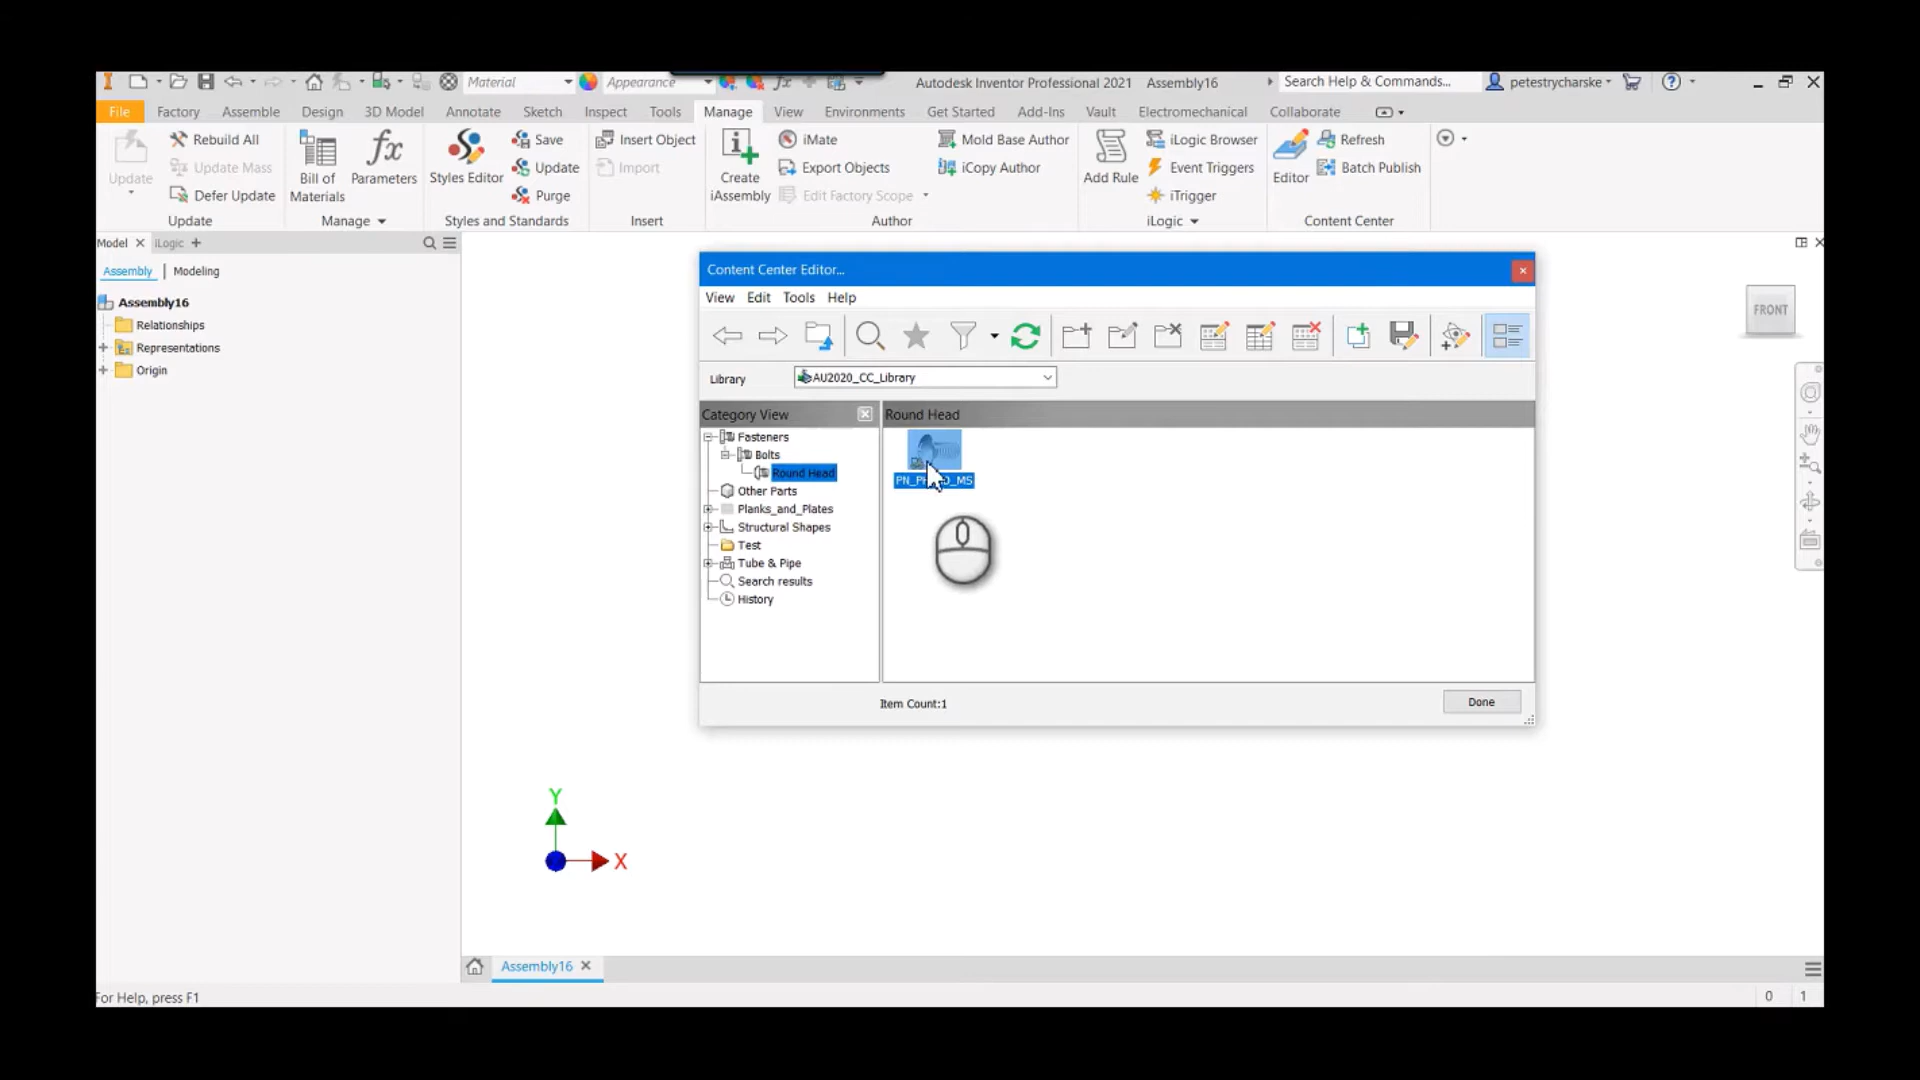 Material
Appearance
Autodesk Inventor Professional 2021 Assembly16
Search Help & Commands...
petestrycharske
File Factory Assemble Design 3D Model Annotate Sketch Inspect Tools Manage View Environments Get Started Add-Ins Vault Electromechanical Collaborate
Update
Rebuild All
Update Mass
Defer Update
Update
Bill of
Materials
Parameters
Manage
Styles Editor
Save
Update
Purge
Styles and Standards
Insert Object
Import
Insert
Create
iAssembly
iMate
Export Objects
Edit Factory Scope
Mold Base Author
iCopy Author
Author
Add Rule
iLogic Browser
Event Triggers
iTrigger
iLogic
Editor
Refresh
Batch Publish
Content Center
Model
iLogic
Assembly
Modeling
Assembly16
Relationships
Representations
Origin
Content Center Editor...
View Edit Tools Help
Library
AU2020_CC_Library
Category View
Round Head
Fasteners
Bolts
Round Head
Other Parts
Planks_and_Plates
Structural Shapes
Test
Tube & Pipe
Search results
History
Item Count:1
Done
FRONT
Y
X
Assembly16
For Help, press F1
0 1